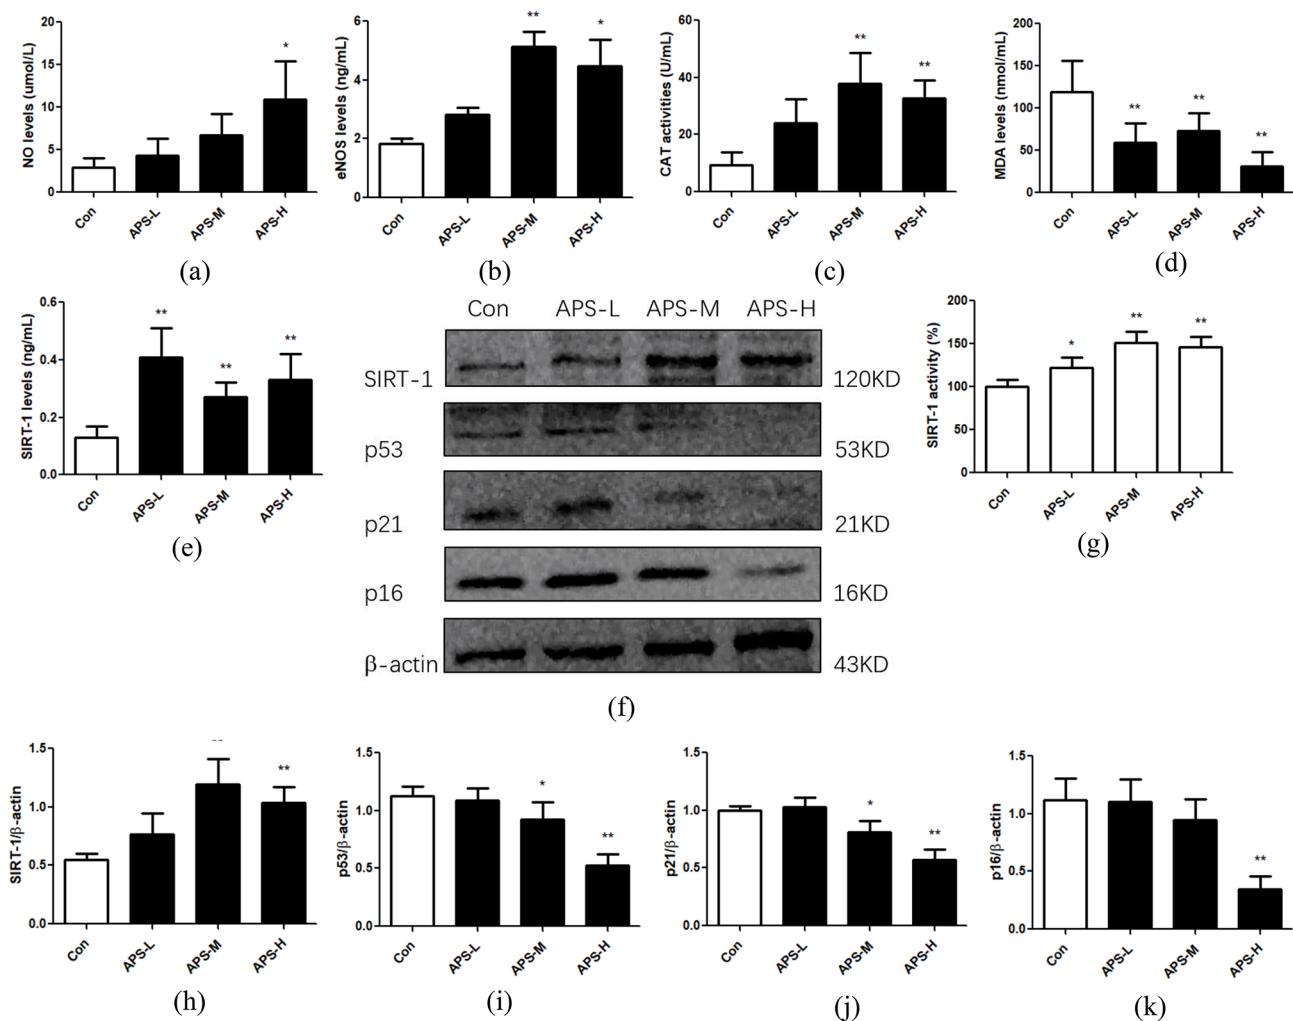 NO levels (umol/L)
20
15
10
5
0
*
Con
APS-L
APS-M
APS-H
(a)
eNOS levels (ng/mL)
6
4
2
0
**
*
Con
APS-L
APS-M
APS-H
(b)
CAT activities (U/mL)
60
40
20
0
**
**
Con
APS-L
APS-M
APS-H
(c)
MDA levels (nmol/mL)
200
150
100
50
0
**
**
**
Con
APS-L
APS-M
APS-H
(d)
SIRT-1 levels (ng/mL)
0.6
0.4
0.2
0.0
**
**
**
Con
APS-L
APS-M
APS-H
(e)
Con APS-L APS-M APS-H
SIRT-1 120KD
p53 53KD
p21 21KD
p16 16KD
β-actin 43KD
(f)
SIRT-1 activity (%)
200
150
100
50
0
*
**
**
Con
APS-L
APS-M
APS-H
(g)
SIRT-1/β-actin
1.5
1.0
0.5
0.0
**
Con
APS-L
APS-M
APS-H
(h)
p53/β-actin
1.5
1.0
0.5
0.0
*
**
Con
APS-L
APS-M
APS-H
(i)
p21/β-actin
1.5
1.0
0.5
0.0
*
**
Con
APS-L
APS-M
APS-H
(j)
p16/β-actin
1.5
1.0
0.5
0.0
**
Con
APS-L
APS-M
APS-H
(k)